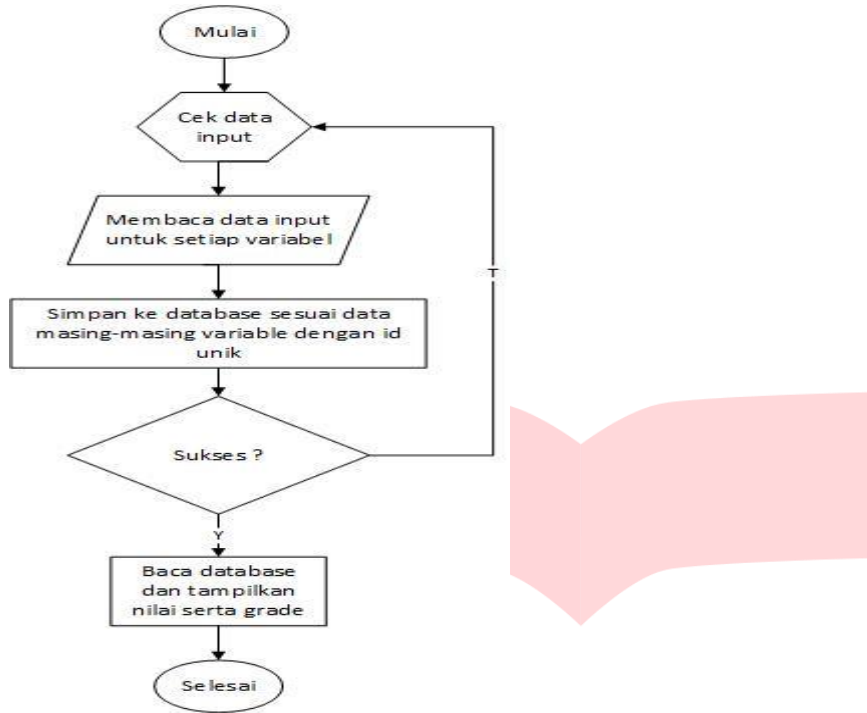 Mulai
Cek data
input
Membaca data input
untuk setiap variabel
Simpan ke database sesuai data
masing-masing variable dengan id
unik
T
Sukses ?
Y
Baca database
dan tampilkan
nilai serta grade
Selesai